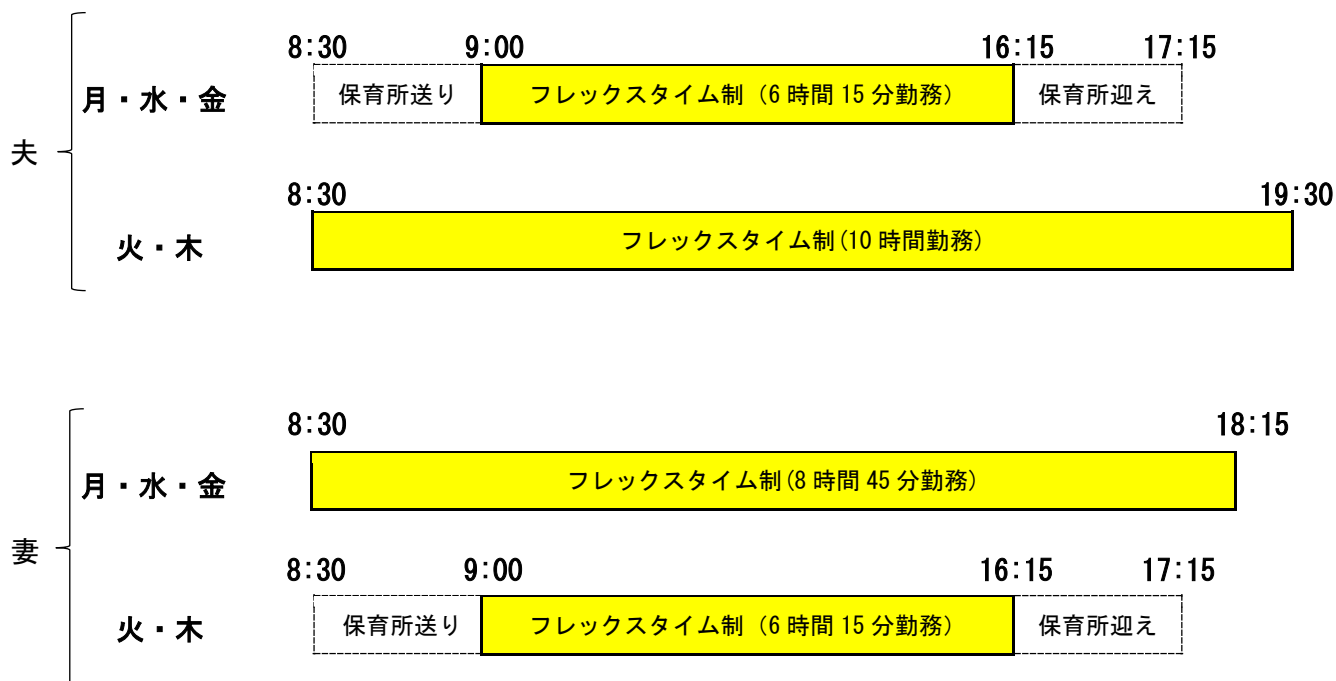 夫
8:30 9:00 16:15 17:15
月・水・金 保育所送り フレックスタイム制（6時間15分勤務） 保育所迎え
8:30 19:30
火・木 フレックスタイム制(10時間勤務)
妻
8:30 18:15
月・水・金 フレックスタイム制(8時間45分勤務)
8:30 9:00 16:15 17:15
火・木 保育所送り フレックスタイム制（6時間15分勤務） 保育所迎え